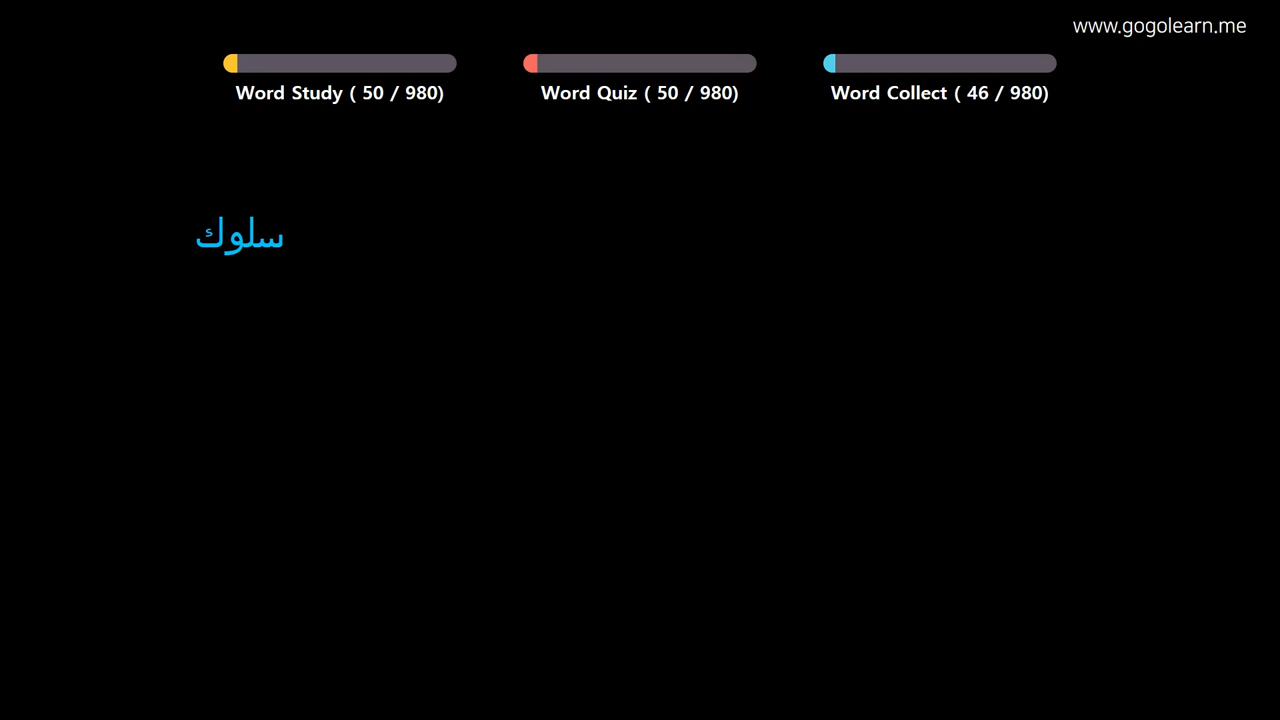 www.gogolearn.me
Word Study ( 50 / 980)
Word Quiz ( 50 / 980)
Word Collect ( 46 / 980)
سلوك